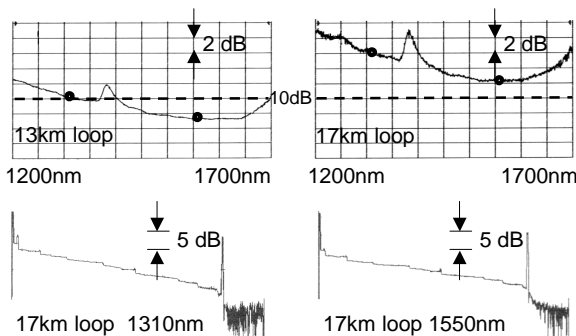 2 dB
10dB
13km loop
1200nm 1700nm
2 dB
17km loop
1200nm 1700nm
5 dB
17km loop 1310nm
5 dB
17km loop 1550nm